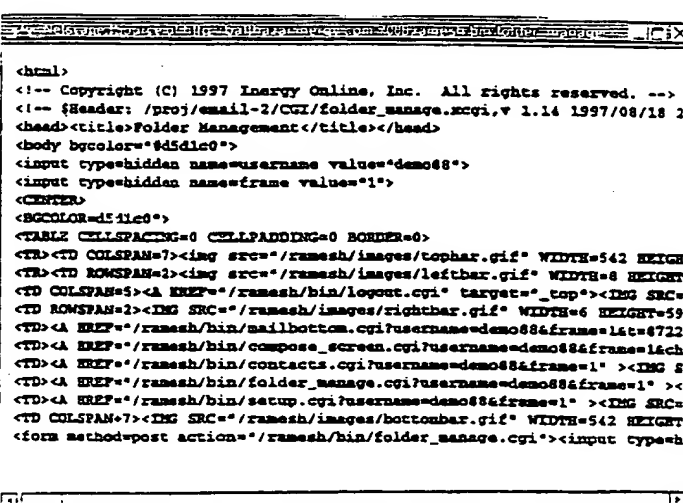 <html>
<!-- Copyright (C) 1997 Inergy Online, Inc. All rights reserved. -->
<!-- $Header: /proj/email-2/CGI/folder_manage.xcgi,v 1.14 1997/08/18 2
<head><title>Folder Management</title></head>
<body bgcolor="#d5d1c0">
<input type=hidden name=username value="demo68">
<input type=hidden name=frame value="1">
<CENTER>
<BGCOLOR=d5d1c0">
<TABLE CELLSPACING=0 CELLPADDING=0 BORDER=0>
<TR><TD COLSPAN=7><img src="/ramesh/images/topbar.gif" WIDTH=542 HEIGH
<TR><TD ROWSPAN=2><img src="/ramesh/images/leftbar.gif" WIDTH=8 HEIGHT
<TD COLSPAN=5><A HREF="/ramesh/bin/logout.cgi" target="_top"><IMG SRC=
<TD ROWSPAN=2><IMG SRC="/ramesh/images/rightbar.gif" WIDTH=6 HEIGHT=59
<TD><A HREF="/ramesh/bin/mailbottom.cgi?username=demo68&frame=1&t=8722
<TD><A HREF="/ramesh/bin/compose_screen.cgi?username=demo68&frame=1&ch
<TD><A HREF="/ramesh/bin/contacts.cgi?username=demo68&frame=1" ><IMG S
<TD><A HREF="/ramesh/bin/folder_manage.cgi?username=demo68&frame=1" ><
<TD><A HREF="/ramesh/bin/setup.cgi?username=demo68&frame=1" ><IMG SRC=
<TD COLSPAN+7><IMG SRC="/ramesh/images/bottombar.gif" WIDTH=542 HEIGHT
<form method=post action="/ramesh/bin/folder_manage.cgi"><input type=h